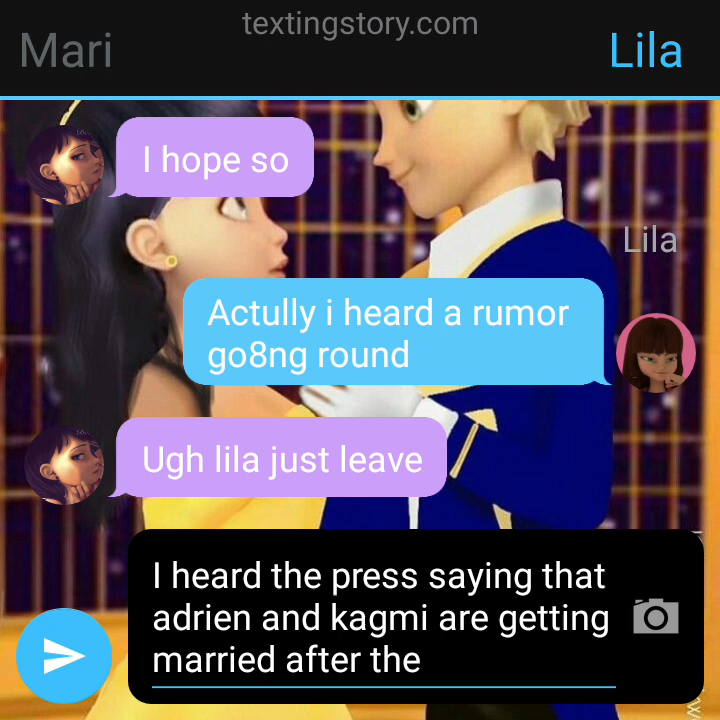 textingstory.com
Mari
Lila
I hope so
Lila
Actully i heard a rumor
go8ng round
Ugh lila just leave
I heard the press saying that
adrien and kagmi are getting
married after the